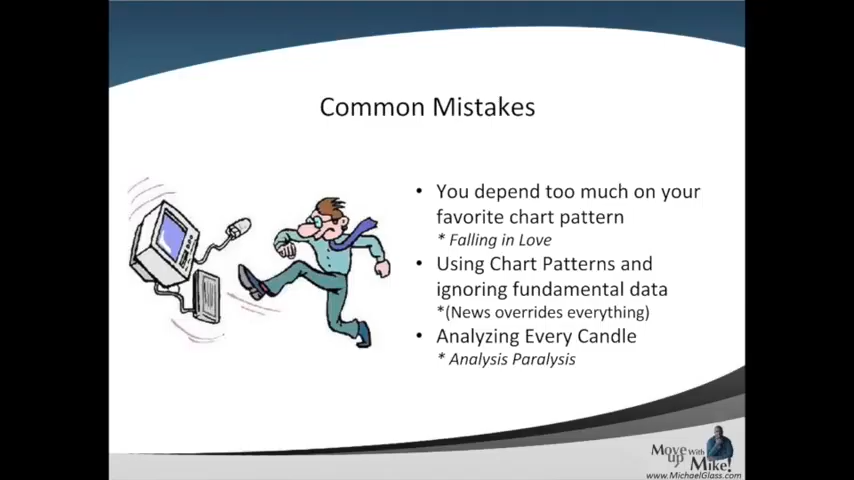 Common Mistakes
• You depend too much on your
favorite chart pattern
* Falling in Love
• Using Chart Patterns and
ignoring fundamental data
*(News overrides everything)
• Analyzing Every Candle
* Analysis Paralysis
Move up With Mike!
www.MichaelGlass.com